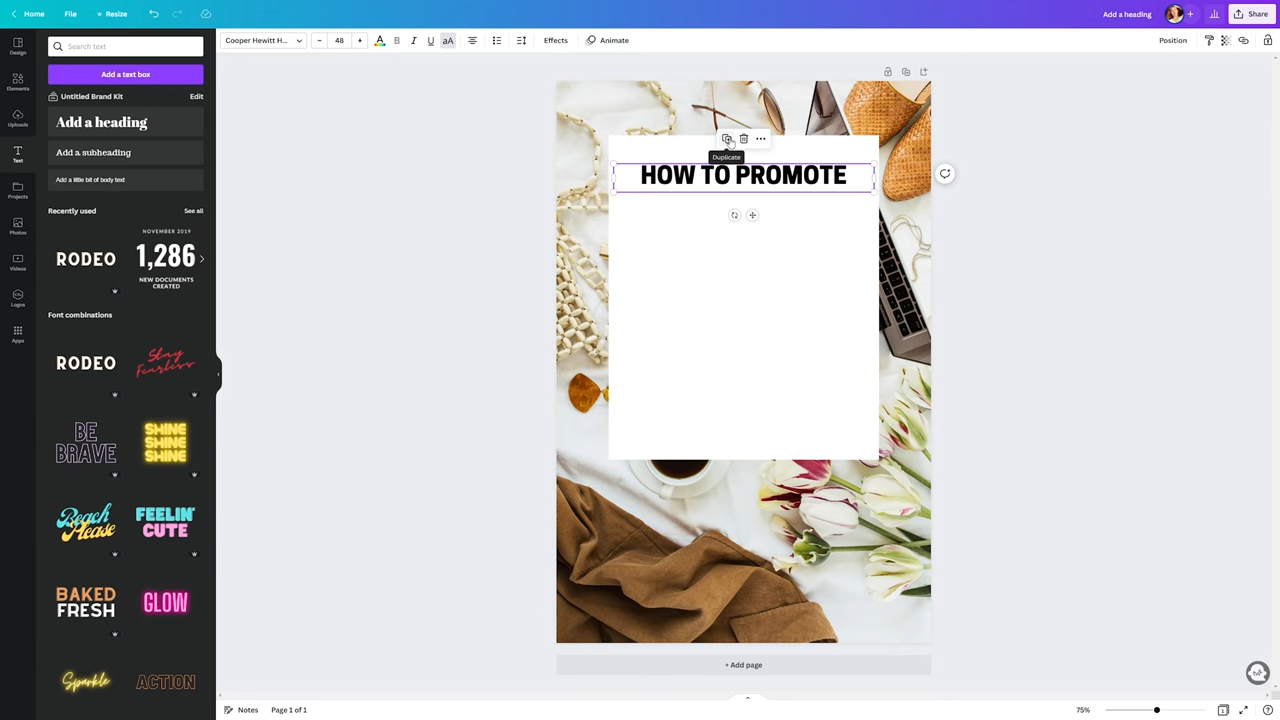 Home
File
Resize
Add a heading
Share
Design
Elements
Uploads
Text
Projects
Photos
Videos
Logos
Apps
Search text
Add a text box
Untitled Brand Kit
Edit
Add a heading
Add a subheading
Add a little bit of body text
Recently used
See all
RODEO
NOVEMBER 2019
1,286
NEW DOCUMENTS
CREATED
Font combinations
RODEO
Stay
Fearless
BE
BRAVE
SHINE
SHINE
SHINE
Beach
Please
FEELIN'
CUTE
BAKED
FRESH
GLOW
Sparkle
ACTION
Cooper Hewitt H...
48
A
B
I
U
aA
Effects
Animate
Position
Duplicate
HOW TO PROMOTE
+ Add page
Notes
Page 1 of 1
75%
1